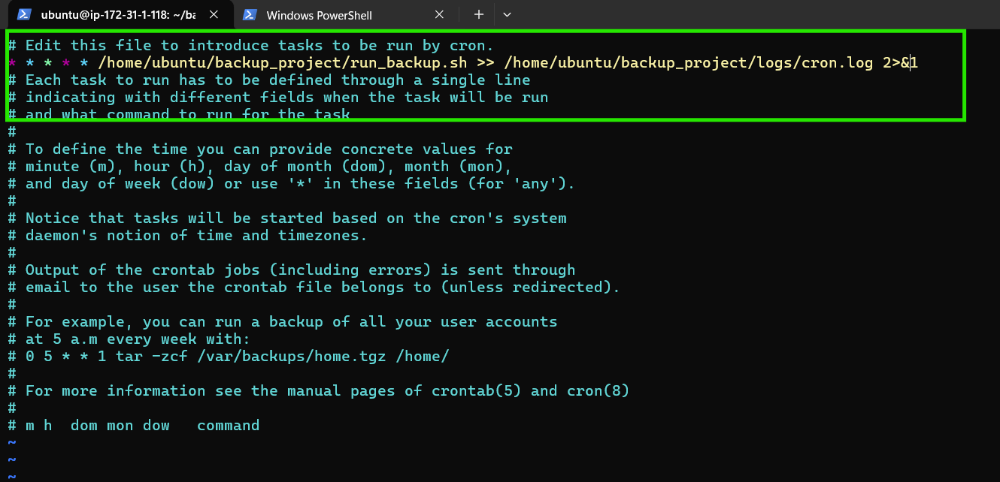 ubuntu@ip-172-31-1-118: ~/ba
Windows PowerShell
# Edit this file to introduce tasks to be run by cron.
* * * * * /home/ubuntu/backup_project/run_backup.sh >> /home/ubuntu/backup_project/logs/cron.log 2>&1
# Each task to run has to be defined through a single line
# indicating with different fields when the task will be run
# and what command to run for the task
#
# To define the time you can provide concrete values for
# minute (m), hour (h), day of month (dom), month (mon),
# and day of week (dow) or use '*' in these fields (for 'any').
#
# Notice that tasks will be started based on the cron's system
# daemon's notion of time and timezones.
#
# Output of the crontab jobs (including errors) is sent through
# email to the user the crontab file belongs to (unless redirected).
#
# For example, you can run a backup of all your user accounts
# at 5 a.m every week with:
# 0 5 * * 1 tar -zcf /var/backups/home.tgz /home/
#
# For more information see the manual pages of crontab(5) and cron(8)
#
# m h  dom mon dow   command
~
~
~